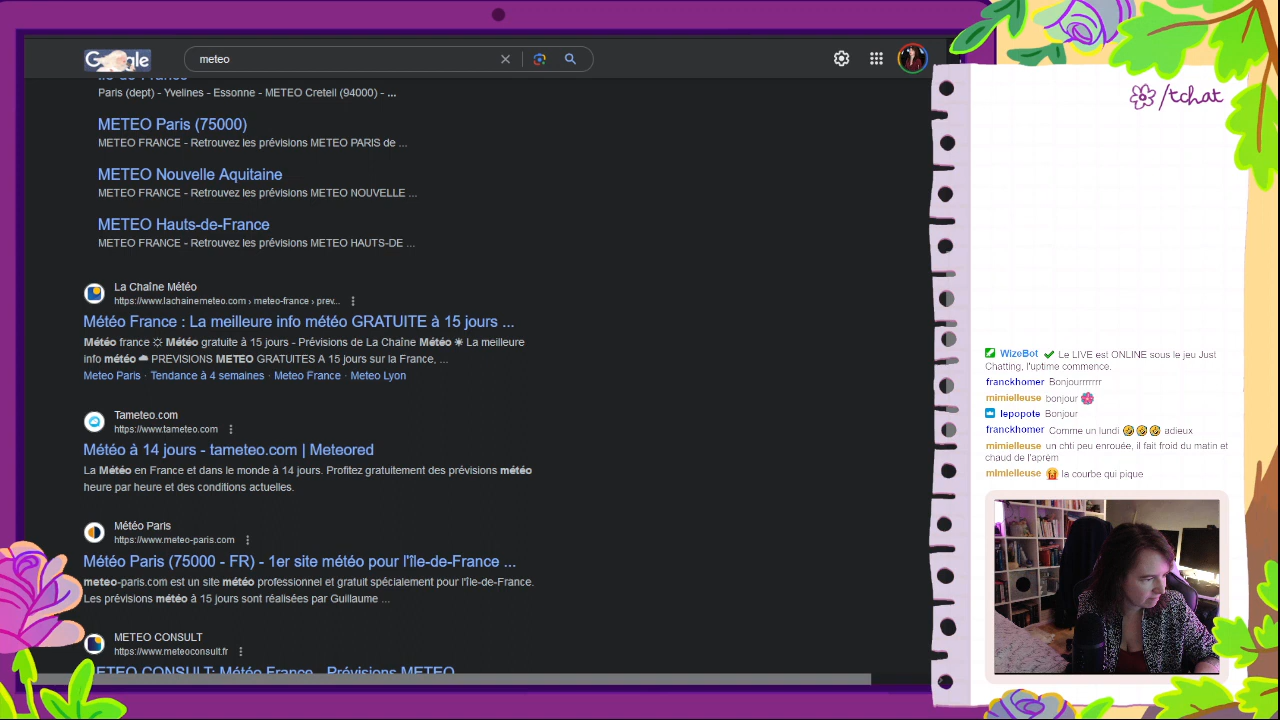 Google
meteo
Île-de-France
Paris (dept) - Yvelines - Essonne - METEO Creteil (94000) - ...
METEO Paris (75000)
METEO FRANCE - Retrouvez les prévisions METEO PARIS de ...
METEO Nouvelle Aquitaine
METEO FRANCE - Retrouvez les prévisions METEO NOUVELLE ...
METEO Hauts-de-France
METEO FRANCE - Retrouvez les prévisions METEO HAUTS-DE ...
La Chaîne Météo
https://www.lachainemeteo.com › meteo-france › prev...
Météo France : La meilleure info météo GRATUITE à 15 jours ...
Météo france ☼ Météo gratuite à 15 jours - Prévisions de La Chaîne Météo ☀ La meilleure
info météo ☁ PREVISIONS METEO GRATUITES A 15 jours sur la France, ...
Meteo Paris · Tendance à 4 semaines · Meteo France · Meteo Lyon
Tameteo.com
https://www.tameteo.com
Météo à 14 jours - tameteo.com | Meteored
La Météo en France et dans le monde à 14 jours. Profitez gratuitement des prévisions météo
heure par heure et des conditions actuelles.
Météo Paris
https://www.meteo-paris.com
Météo Paris (75000 - FR) - 1er site météo pour l'île-de-France ...
meteo-paris.com est un site météo professionnel et gratuit spécialement pour l'île-de-France.
Les prévisions météo à 15 jours sont réalisées par Guillaume ...
METEO CONSULT
https://www.meteoconsult.fr
METEO CONSULT: Météo France - Prévisions METEO
/tchat
WizeBot Le LIVE est ONLINE sous le jeu Just
Chatting, l'uptime commence.
franckhomer Bonjourrrrrrr
mimielleuse bonjour
lepopote Bonjour
franckhomer Comme un lundi 🤣🤣🤣 adieux
mimielleuse un chti peu enrouée, il fait froid du matin et
chaud de l'aprem
mimielleuse la courbe qui pique